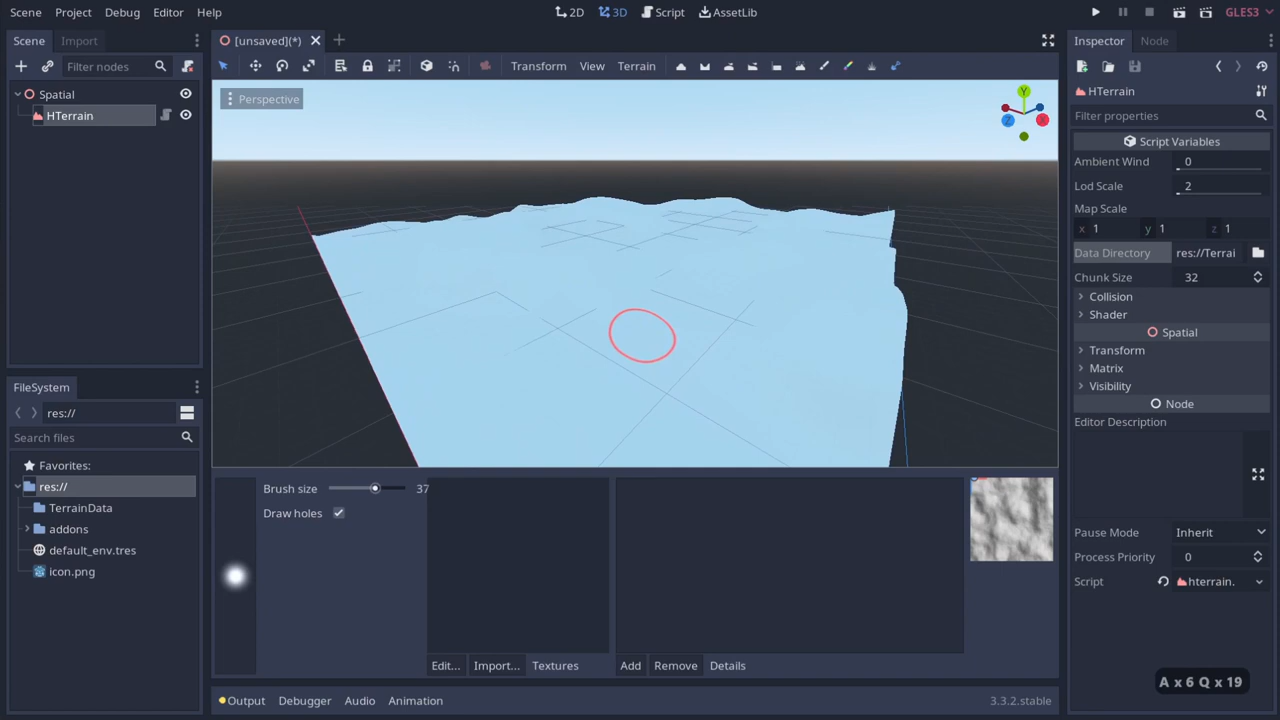 Scene Project Debug Editor Help
2D 3D Script AssetLib
GLES3
Scene Import
[unsaved](*)
Inspector Node
Filter nodes
Transform View Terrain
Spatial
HTerrain
Perspective
Y
Z
X
HTerrain
Filter properties
Script Variables
Ambient Wind 0
Lod Scale 2
Map Scale
x 1 y 1 z 1
Data Directory res://Terrai
Chunk Size 32
Collision
Shader
Spatial
Transform
Matrix
Visibility
Node
Editor Description
Pause Mode Inherit
Process Priority 0
Script hterrain.
FileSystem
res://
Search files
Favorites:
res://
TerrainData
addons
default_env.tres
icon.png
Brush size 37
Draw holes
Edit... Import... Textures
Add Remove Details
Output Debugger Audio Animation
3.3.2.stable
A x 6 Q x 19